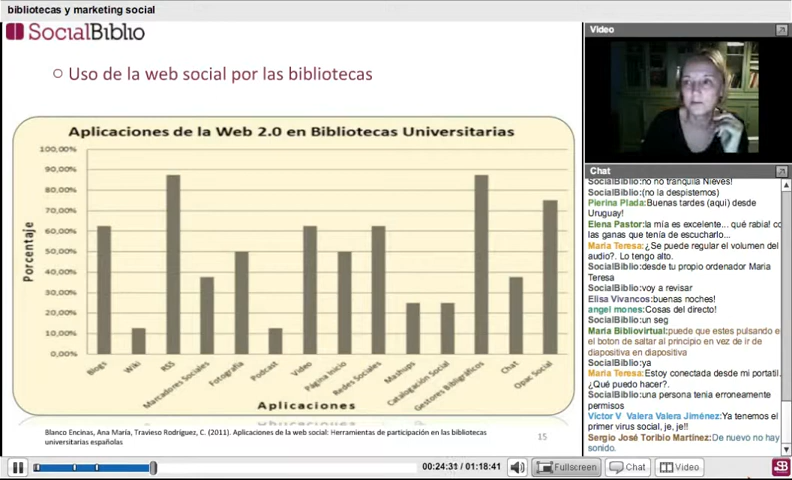 bibliotecas y marketing social
SocialBiblio
Uso de la web social por las bibliotecas
Aplicaciones de la Web 2.0 en Bibliotecas Universitarias
100,00%
90,00%
80,00%
70,00%
60,00%
50,00%
40,00%
30,00%
20,00%
10,00%
0,00%
Porcentaje
Blogs
Wiki
RSS
Marcadores Sociales
Fotografía
Podcast
Video
Página Inicio
Redes Sociales
Mashups
Catalogación Social
Gestores Bibligráficos
Chat
Opac Social
Aplicaciones
Blanco Encinas, Ana María, Travieso Rodríguez, C. (2011). Aplicaciones de la web social: Herramientas de participación en las bibliotecas
universitarias españolas
15
Video
Chat
SocialBiblio:no no tranquila Nieves!
SocialBiblio:(no la despistemos)
Pierina Plada:Buenas tardes (aquí) desde
Uruguay!
Elena Pastor:la mía es excelente... qué rabia! co
las ganas que tenía de escucharlo...
Maria Teresa:¿Se puede regular el volumen del
audio?. Lo tengo alto.
SocialBiblio:desde tu propio ordenador Maria
Teresa
SocialBiblio:voy a revisar
Elisa Vivancos:buenas noches!
angel mones:Cosas del directo!
SocialBiblio:un seg
Maria Bibliovirtual:puede que estes pulsando e
el boton de saltar al principio en vez de ir de
diapositiva en diapositiva
SocialBiblio:ya
Maria Teresa:Estoy conectada desde mi portatil.
¿Qué puedo hacer?.
SocialBiblio:una persona tenia erroneamente
permisos
Victor V Valera Valera Jiménez:Ya tenemos el
primer virus social, je, je!!
Sergio José Toribio Martínez:De nuevo no hay
sonido.
00:24:31 / 01:18:41
Fullscreen
Chat
Video